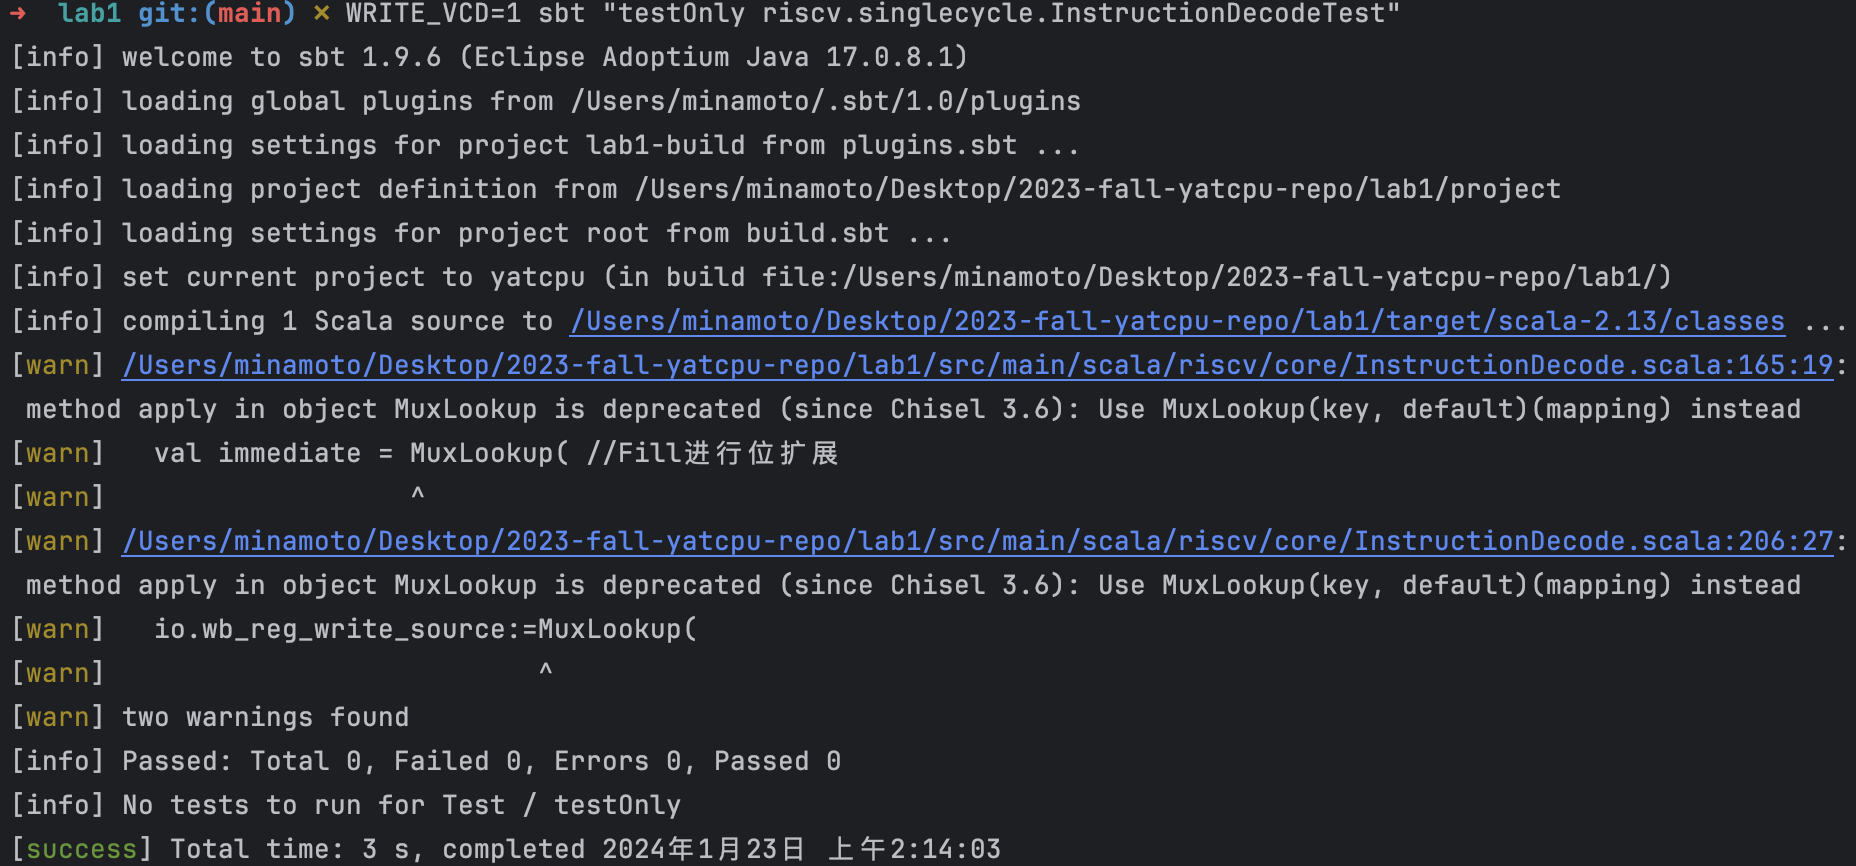 → lab1 git:(main) × WRITE_VCD=1 sbt "testOnly riscv.singlecycle.InstructionDecodeTest"
[info] welcome to sbt 1.9.6 (Eclipse Adoptium Java 17.0.8.1)
[info] loading global plugins from /Users/minamoto/.sbt/1.0/plugins
[info] loading settings for project lab1-build from plugins.sbt ...
[info] loading project definition from /Users/minamoto/Desktop/2023-fall-yatcpu-repo/lab1/project
[info] loading settings for project root from build.sbt ...
[info] set current project to yatcpu (in build file:/Users/minamoto/Desktop/2023-fall-yatcpu-repo/lab1/)
[info] compiling 1 Scala source to /Users/minamoto/Desktop/2023-fall-yatcpu-repo/lab1/target/scala-2.13/classes ...
[warn] /Users/minamoto/Desktop/2023-fall-yatcpu-repo/lab1/src/main/scala/riscv/core/InstructionDecode.scala:165:19:
 method apply in object MuxLookup is deprecated (since Chisel 3.6): Use MuxLookup(key, default)(mapping) instead
[warn]   val immediate = MuxLookup( //Fill进行位扩展
[warn]                   ^
[warn] /Users/minamoto/Desktop/2023-fall-yatcpu-repo/lab1/src/main/scala/riscv/core/InstructionDecode.scala:206:27:
 method apply in object MuxLookup is deprecated (since Chisel 3.6): Use MuxLookup(key, default)(mapping) instead
[warn]   io.wb_reg_write_source:=MuxLookup(
[warn]                           ^
[warn] two warnings found
[info] Passed: Total 0, Failed 0, Errors 0, Passed 0
[info] No tests to run for Test / testOnly
[success] Total time: 3 s, completed 2024年1月23日 上午2:14:03